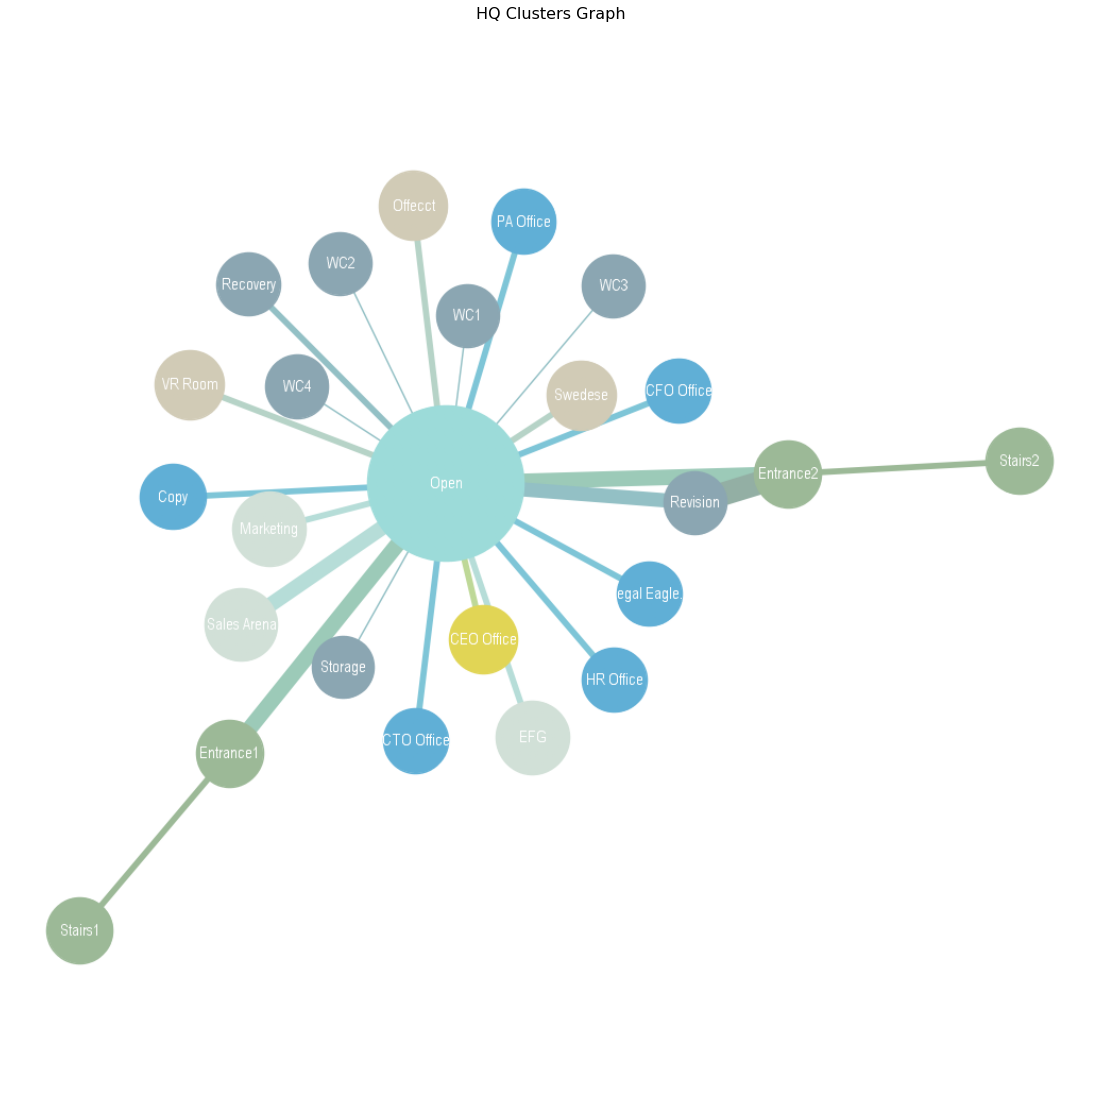 HQ Clusters Graph
Offecct
PA Office
WC2
Recovery
WC3
WC1
VR Room
WC4
CFO Office
Swedese
Stairs2
Entrance2
Open
Copy
Revision
Marketing
egal Eagle.
Sales Arena
CEO Office
Storage
HR Office
EFG
CTO Office
Entrance1
Stairs1